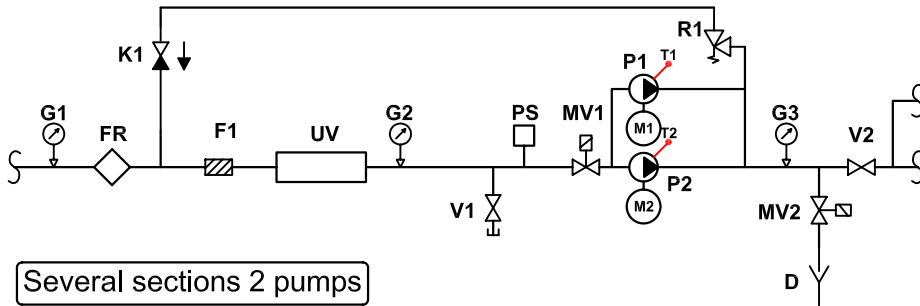 R1
K1
P1
T1
G1
G2
PS
MV1
G3
FR
F1
UV
M1
T2
V2
P2
M2
V1
MV2
D
Several sections 2 pumps